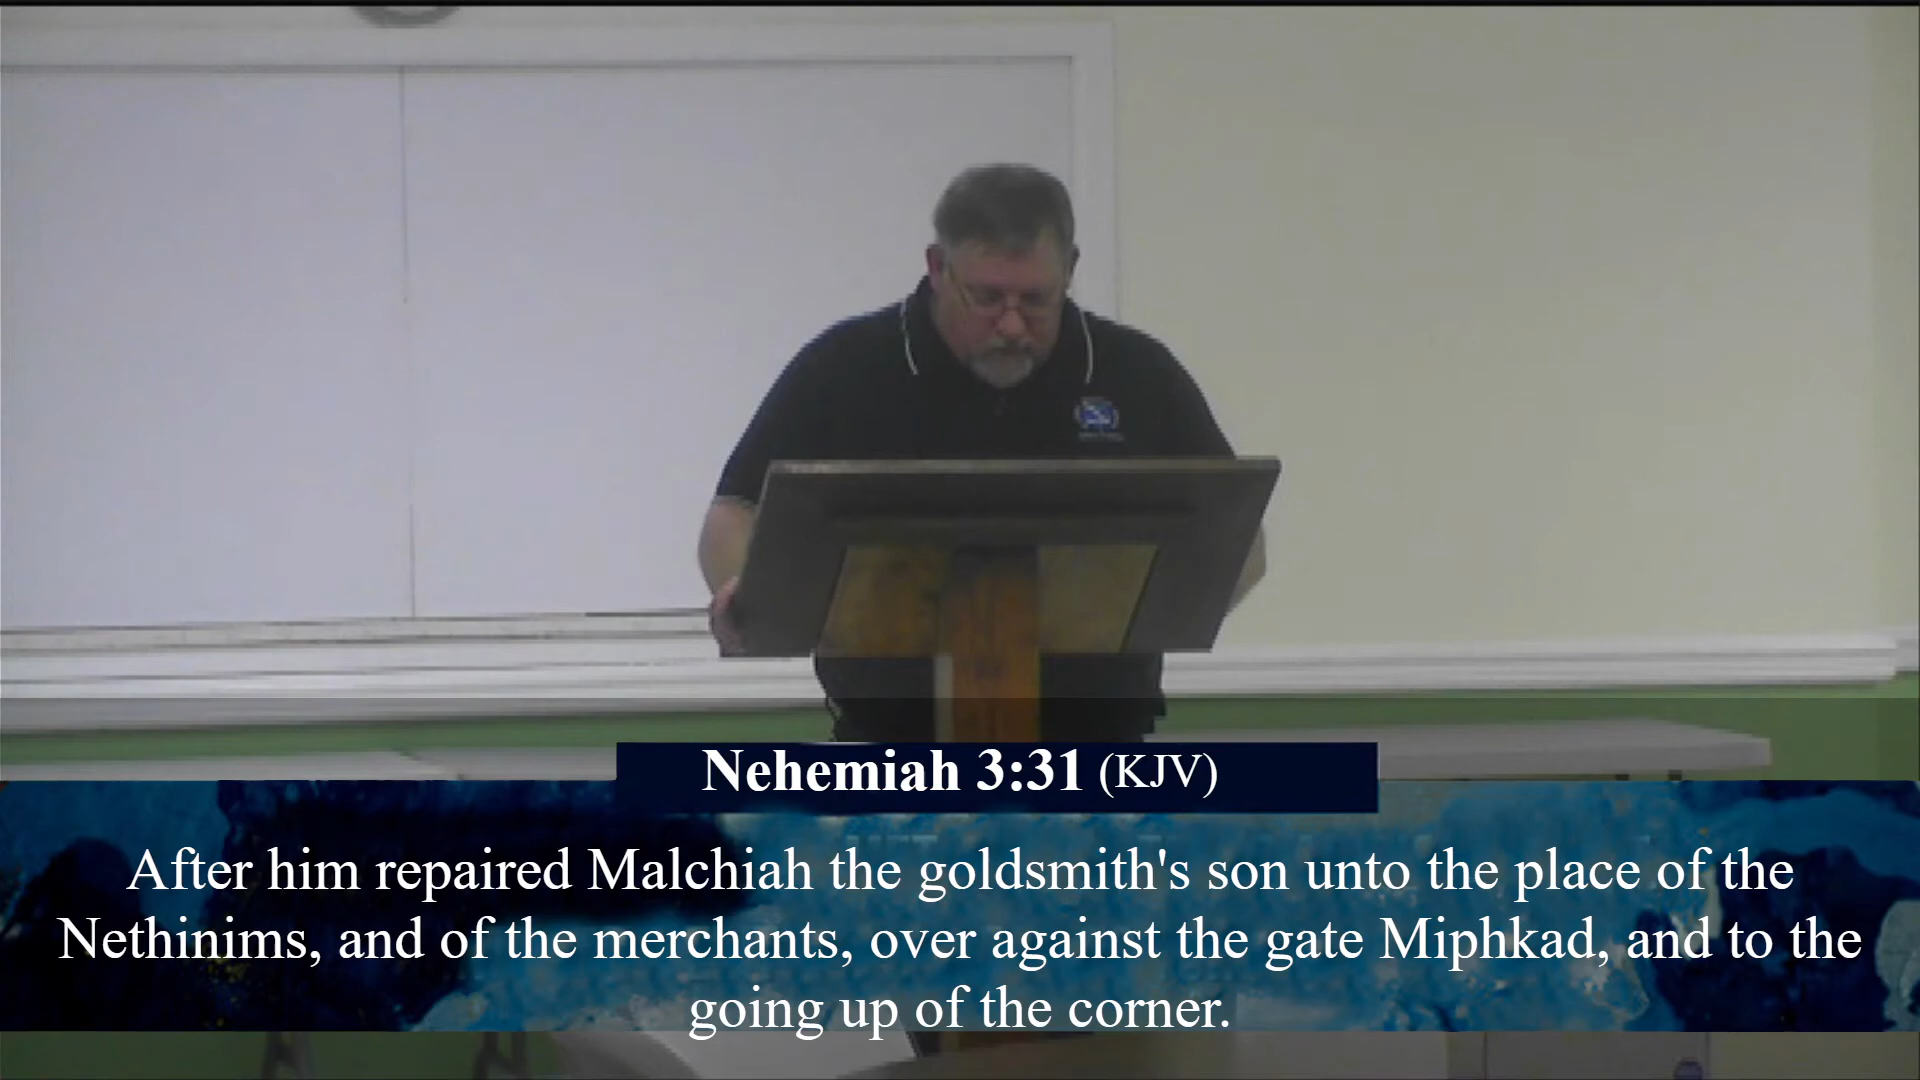 Nehemiah 3:31 (KJV)
After him repaired Malchiah the goldsmith's son unto the place of the
Nethinims, and of the merchants, over against the gate Miphkad, and to the
going up of the corner.